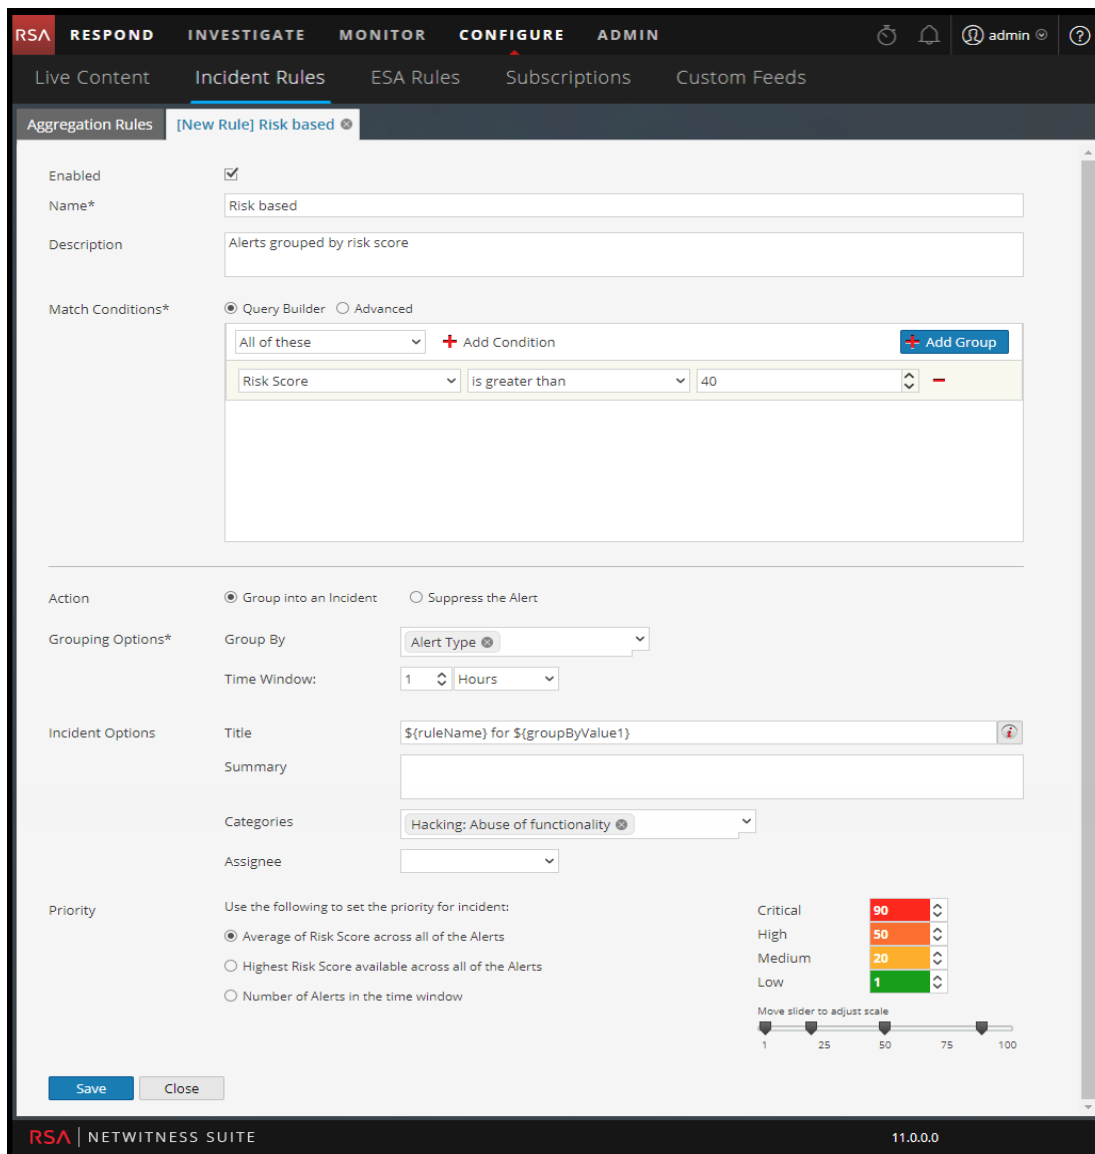 RSA RESPOND INVESTIGATE MONITOR CONFIGURE ADMIN admin ?
Live Content Incident Rules ESA Rules Subscriptions Custom Feeds
Aggregation Rules [New Rule] Risk based
Enabled
Name* Risk based
Description Alerts grouped by risk score
Match Conditions* Query Builder Advanced
All of these Add Condition Add Group
Risk Score is greater than 40
Action Group into an Incident Suppress the Alert
Grouping Options* Group By Alert Type
Time Window: 1 Hours
Incident Options Title ${ruleName} for ${groupByValue1} i
Summary
Categories Hacking: Abuse of functionality
Assignee
Priority Use the following to set the priority for incident:
Average of Risk Score across all of the Alerts
Highest Risk Score available across all of the Alerts
Number of Alerts in the time window
Critical 90
High 50
Medium 20
Low 1
Move slider to adjust scale
1 25 50 75 100
Save Close
RSA NETWITNESS SUITE 11.0.0.0